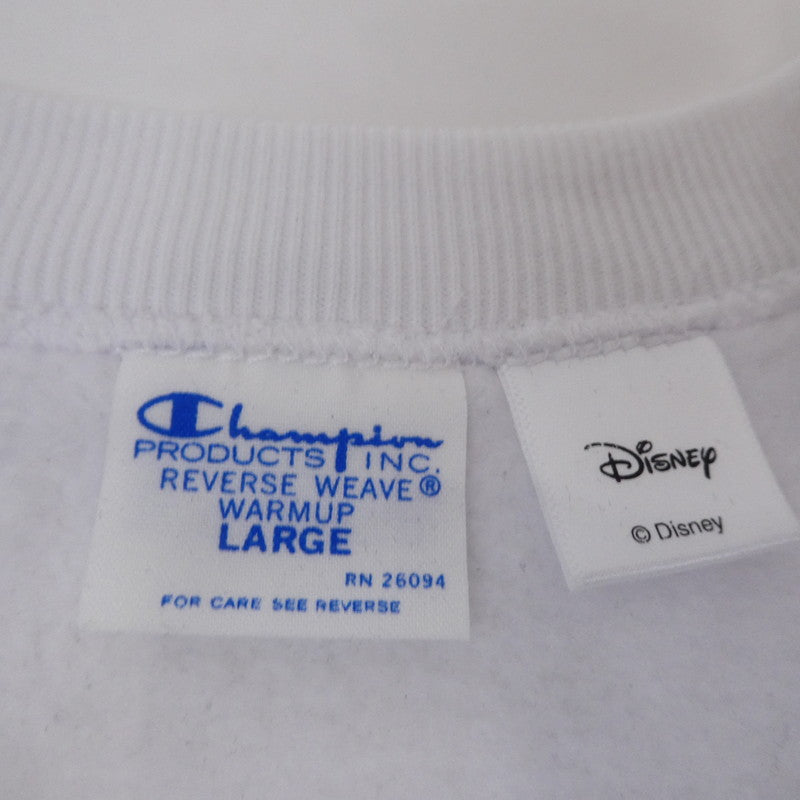 Champion
PRODUCTS INC.
REVERSE WEAVE®
WARMUP
LARGE
RN 26094
FOR CARE SEE REVERSE
Disney
© Disney